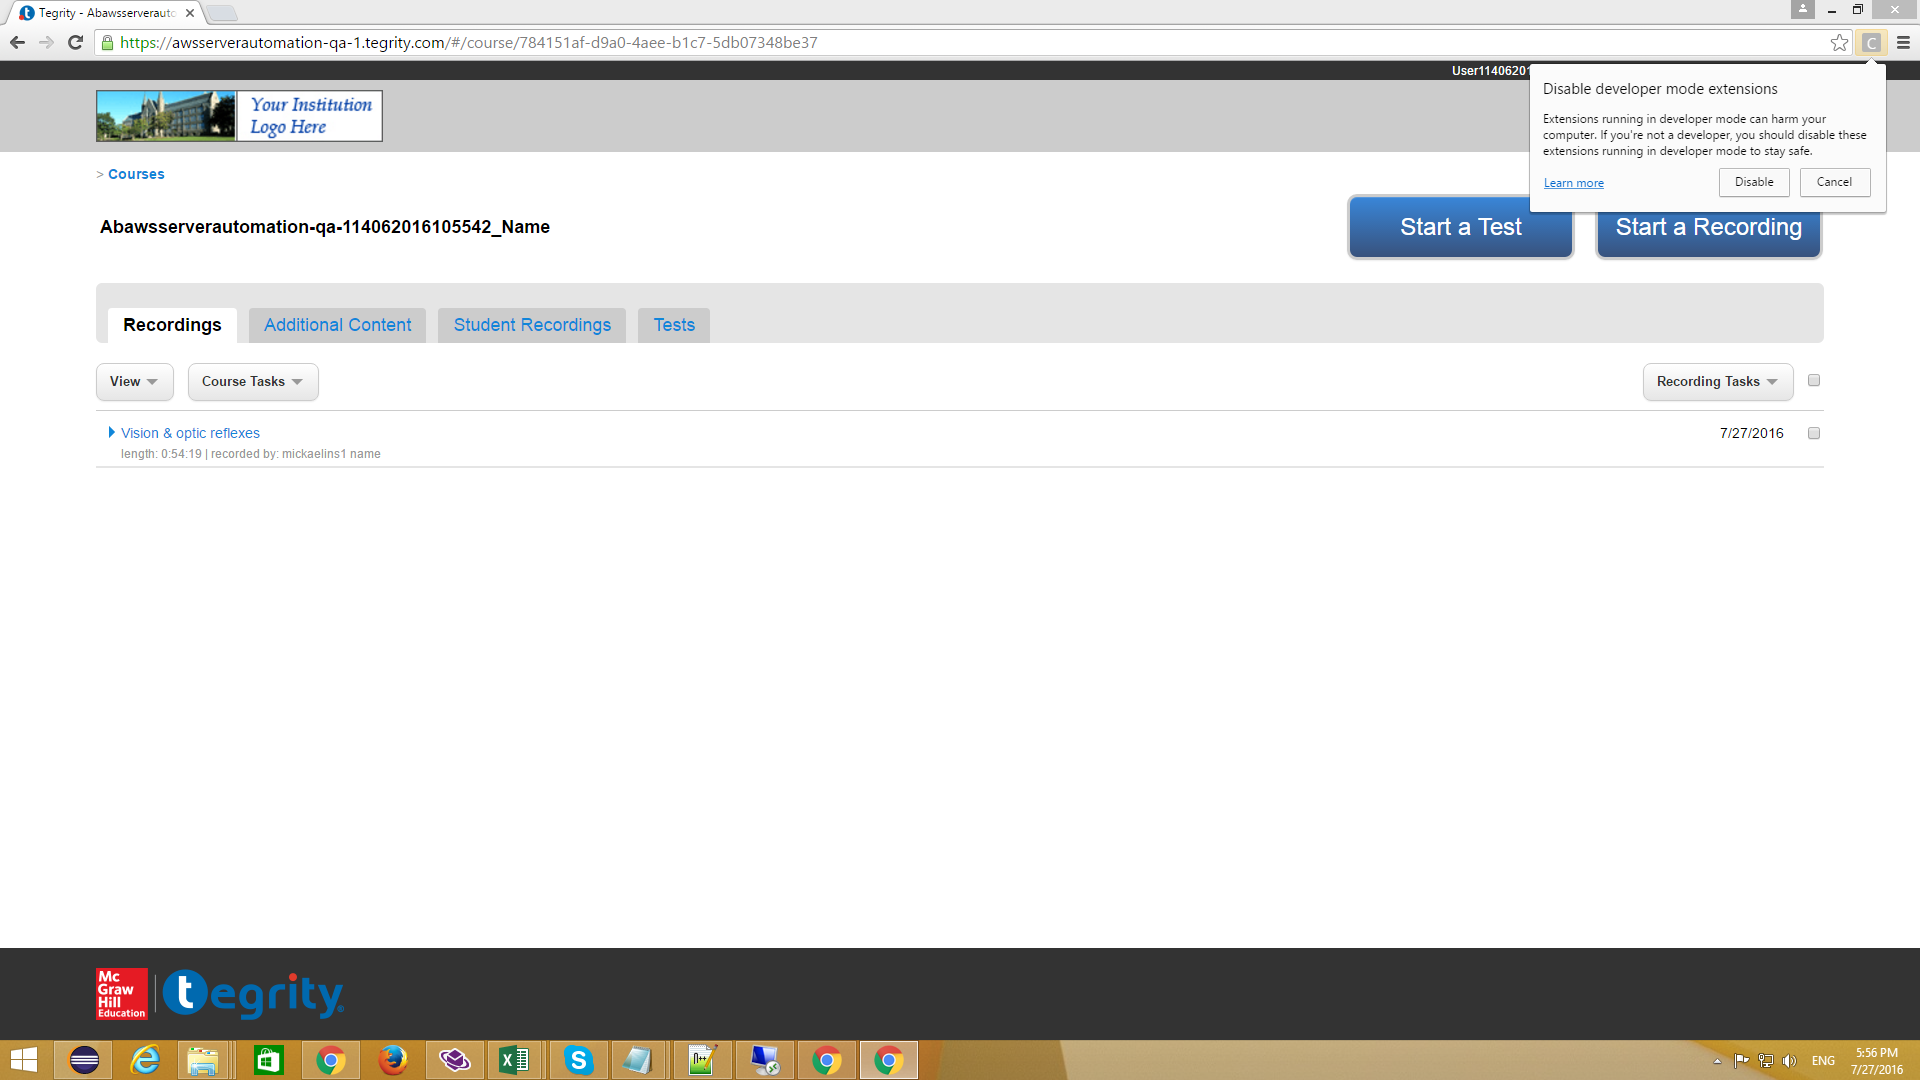 Tegrity - Abawsserverauto
https://awsserverautomation-qa-1.tegrity.com/#/course/784151af-d9a0-4aee-b1c7-5db07348be37
C
User11406201
Disable developer mode extensions
Extensions running in developer mode can harm your
computer. If you're not a developer, you should disable these
extensions running in developer mode to stay safe.
Learn more
Disable
Cancel
Your Institution
Logo Here
> Courses
Abawsserverautomation-qa-114062016105542_Name
Start a Test
Start a Recording
Recordings
Additional Content
Student Recordings
Tests
View
Course Tasks
Recording Tasks
Vision & optic reflexes
7/27/2016
length: 0:54:19 | recorded by: mickaelins1 name
Mc
Graw
Hill
Education
tegrity
ENG
5:56 PM
7/27/2016